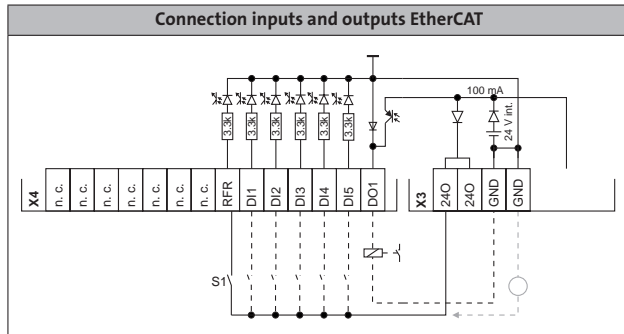 Connection inputs and outputs EtherCAT
100 mA
3.3k
3.3k
3.3k
3.3k
3.3k
3.3k
24 V int.
X4
n. c.
n. c.
n. c.
n. c.
n. c.
n. c.
n. c.
RFR
DI1
DI2
DI3
DI4
DI5
DO1
X3
24O
24O
GND
GND
S1